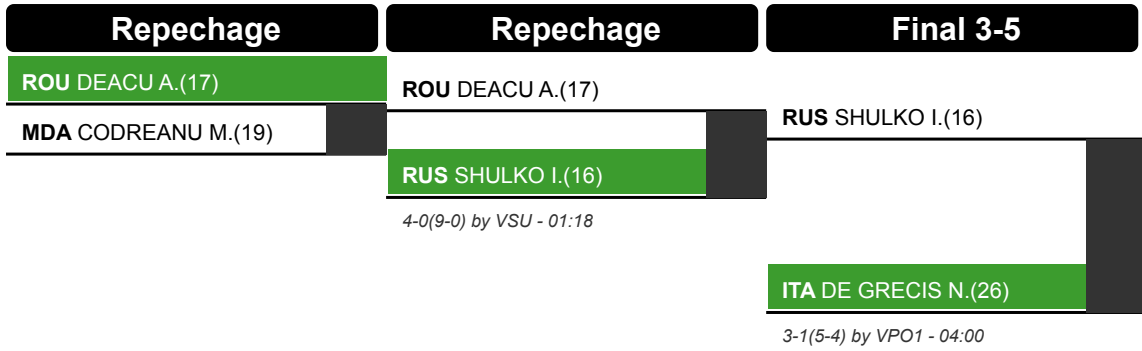 Repechage
Repechage
Final 3-5
ROU DEACU A.(17)
MDA CODREANU M.(19)
ROU DEACU A.(17)
RUS SHULKO I.(16)
4-0(9-0) by VSU - 01:18
RUS SHULKO I.(16)
ITA DE GRECIS N.(26)
3-1(5-4) by VPO1 - 04:00